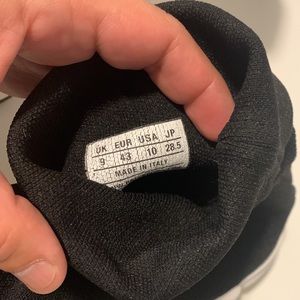 UK EUR USA JP
9 43 10 28.5
MADE IN ITALY